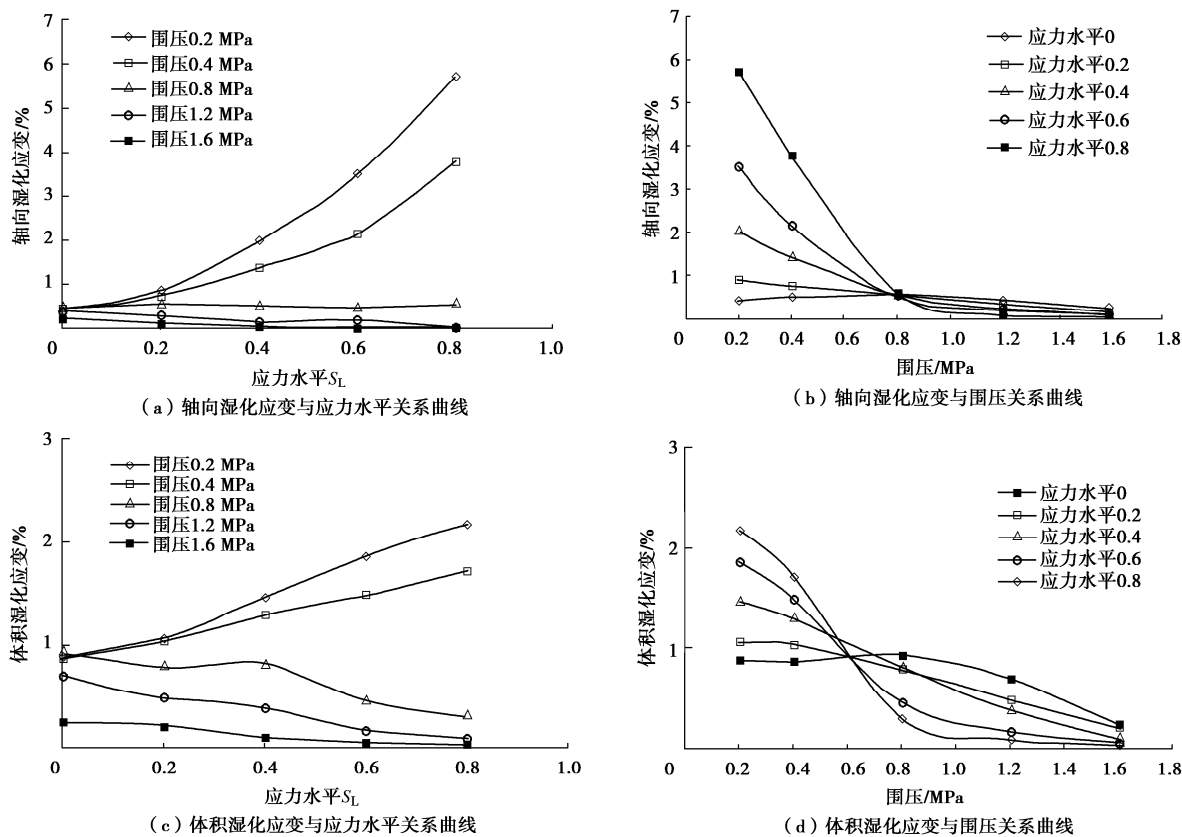 7
6
5
4
3
2
1
0
0.2
0.4
0.6
0.8
1.0
轴向湿化应变/%
围压0.2 MPa
围压0.4 MPa
围压0.8 MPa
围压1.2 MPa
围压1.6 MPa
应力水平SL
（a）轴向湿化应变与应力水平关系曲线
7
6
5
4
3
2
1
0
0.2
0.4
0.6
0.8
1.0
1.2
1.4
1.6
1.8
轴向湿化应变/%
应力水平0
应力水平0.2
应力水平0.4
应力水平0.6
应力水平0.8
围压/MPa
（b）轴向湿化应变与围压关系曲线
3
2
1
0
0.2
0.4
0.6
0.8
1.0
体积湿化应变/%
围压0.2 MPa
围压0.4 MPa
围压0.8 MPa
围压1.2 MPa
围压1.6 MPa
应力水平SL
（c）体积湿化应变与应力水平关系曲线
3
2
1
0
0.2
0.4
0.6
0.8
1.0
1.2
1.4
1.6
1.8
体积湿化应变/%
应力水平0
应力水平0.2
应力水平0.4
应力水平0.6
应力水平0.8
围压/MPa
（d）体积湿化应变与围压关系曲线